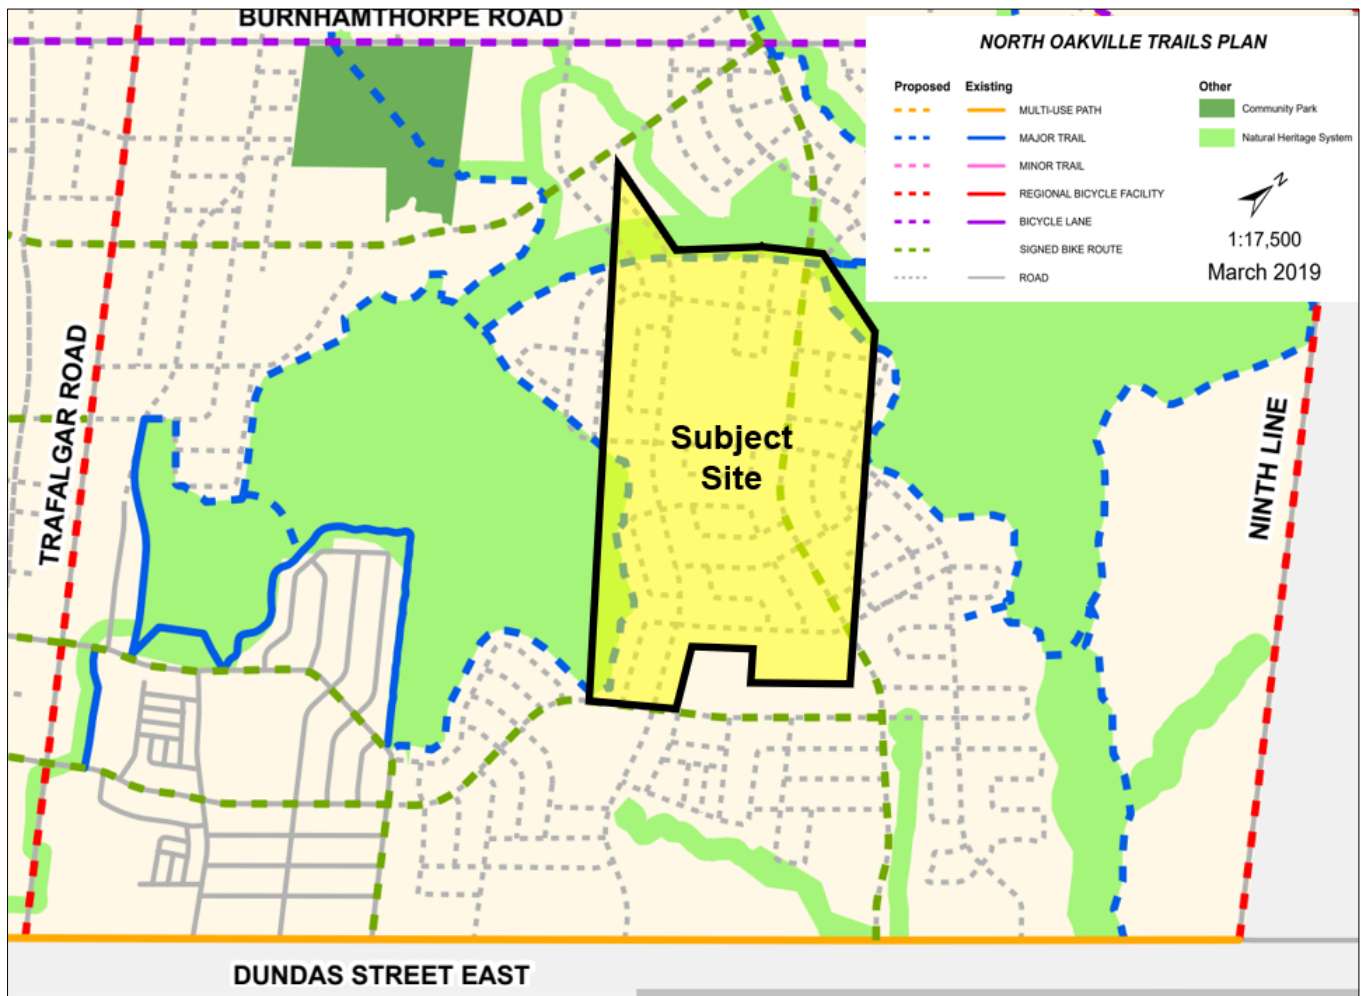 BURNHAMTHORPE ROAD
NORTH OAKVILLE TRAILS PLAN
Proposed Existing Other
MULTI-USE PATH
Community Park
MAJOR TRAIL
Natural Heritage System
MINOR TRAIL
REGIONAL BICYCLE FACILITY
BICYCLE LANE
N
SIGNED BIKE ROUTE
1:17,500
ROAD
March 2019
TRAFALGAR ROAD
Subject
Site
NINTH LINE
DUNDAS STREET EAST